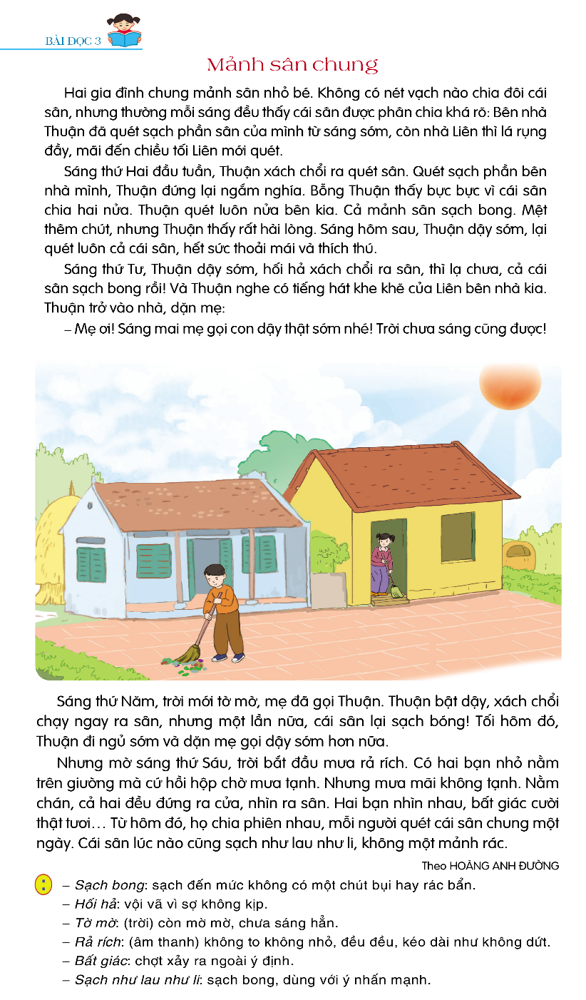 BÀI ĐỌC 3
Mảnh sân chung
Hai gia đình chung mảnh sân nhỏ bé. Không có nét vạch nào chia đôi cái
sân, nhưng thường mỗi sáng đều thấy cái sân được phân chia khá rõ: Bên nhà
Thuận đã quét sạch phần sân của mình từ sáng sớm, còn nhà Liên thì lá rụng
đầy, mãi đến chiều tối Liên mới quét.
Sáng thứ Hai đầu tuần, Thuận xách chổi ra quét sân. Quét sạch phần bên
nhà mình, Thuận đứng lại ngắm nghía. Bỗng Thuận thấy bực bực vì cái sân
chia hai nửa. Thuận quét luôn nửa bên kia. Cả mảnh sân sạch bong. Mệt
thêm chút, nhưng Thuận thấy rất hài lòng. Sáng hôm sau, Thuận dậy sớm, lại
quét luôn cả cái sân, hết sức thoải mái và thích thú.
Sáng thứ Tư, Thuận dậy sớm, hối hả xách chổi ra sân, thì lạ chưa, cả cái
sân sạch bong rồi! Và Thuận nghe có tiếng hát khe khẽ của Liên bên nhà kia.
Thuận trở vào nhà, dặn mẹ:
– Mẹ ơi! Sáng mai mẹ gọi con dậy thật sớm nhé! Trời chưa sáng cũng được!
Sáng thứ Năm, trời mới tờ mờ, mẹ đã gọi Thuận. Thuận bật dậy, xách chổi
chạy ngay ra sân, nhưng một lần nữa, cái sân lại sạch bóng! Tối hôm đó,
Thuận đi ngủ sớm và dặn mẹ gọi dậy sớm hơn nữa.
Nhưng mờ sáng thứ Sáu, trời bắt đầu mưa rả rích. Có hai bạn nhỏ nằm
trên giường mà cứ hồi hộp chờ mưa tạnh. Nhưng mưa mãi không tạnh. Nằm
chán, cả hai đều đứng ra cửa, nhìn ra sân. Hai bạn nhìn nhau, bất giác cười
thật tươi... Từ hôm đó, họ chia phiên nhau, mỗi người quét cái sân chung một
ngày. Cái sân lúc nào cũng sạch như lau như li, không một mảnh rác.
Theo HOÀNG ANH ĐƯỜNG
– Sạch bong: sạch đến mức không có một chút bụi hay rác bẩn.
– Hối hả: vội vã vì sợ không kịp.
– Tờ mờ: (trời) còn mờ mờ, chưa sáng hẳn.
– Rả rích: (âm thanh) không to không nhỏ, đều đều, kéo dài như không dứt.
– Bất giác: chợt xảy ra ngoài ý định.
– Sạch như lau như li: sạch bong, dùng với ý nhấn mạnh.